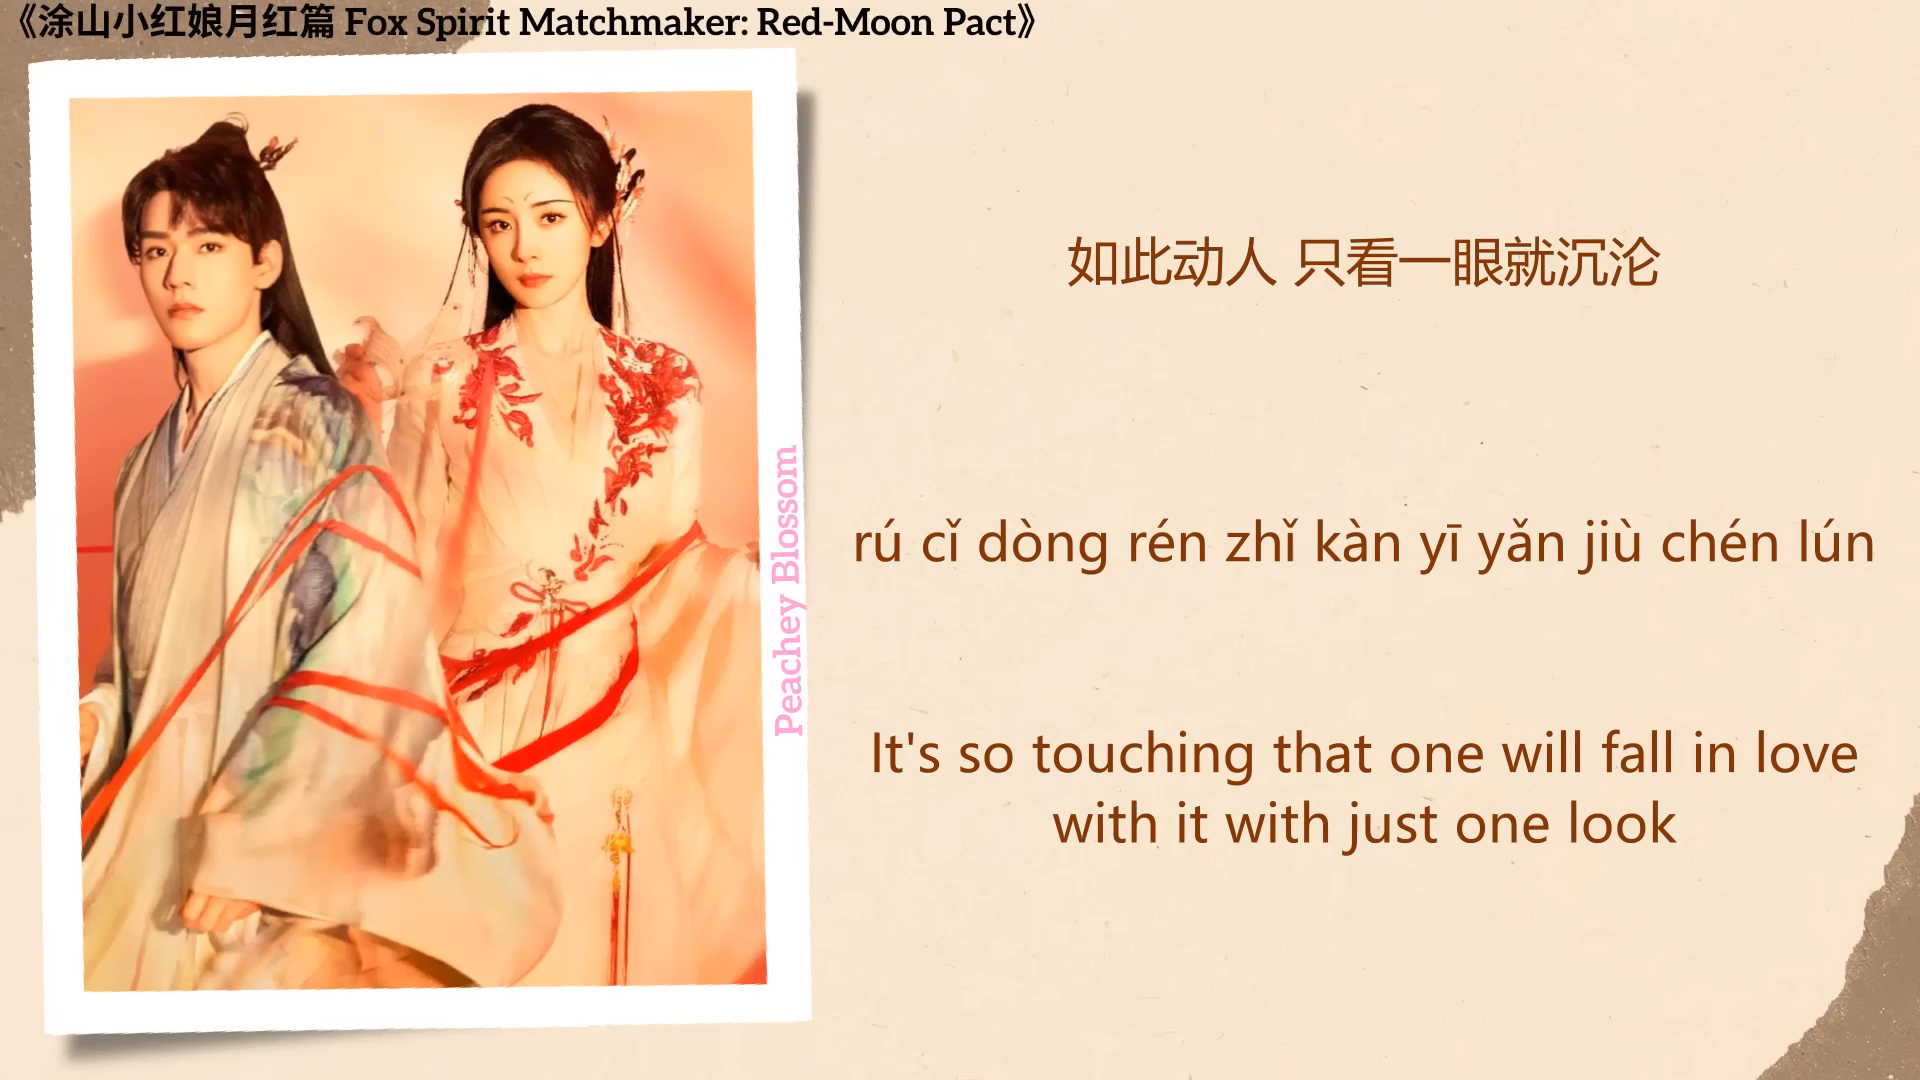 《涂山小红娘月红篇 Fox Spirit Matchmaker: Red-Moon Pact》
如此动人 只看一眼就沉沦
rú cǐ dòng rén zhǐ kàn yī yǎn jiù chén lún
It's so touching that one will fall in love
with it with just one look
Peachey Blossom